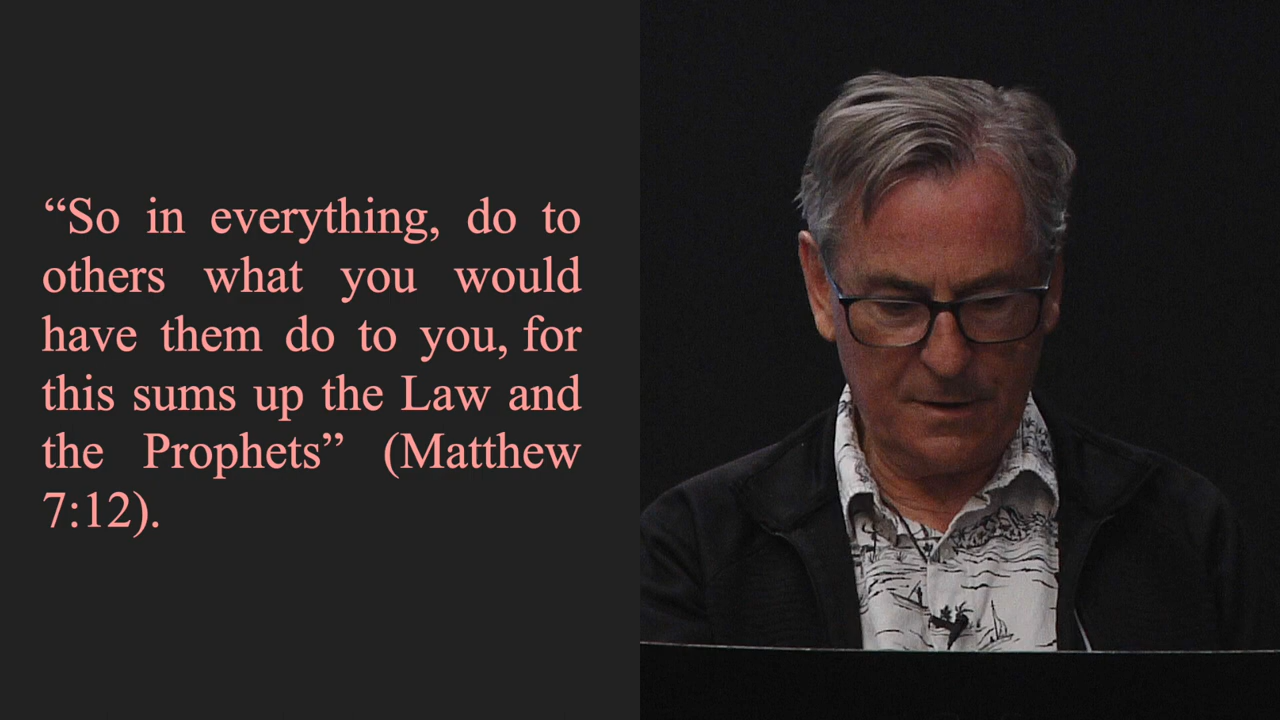 “So in everything, do to
others what you would
have them do to you, for
this sums up the Law and
the Prophets” (Matthew
7:12).